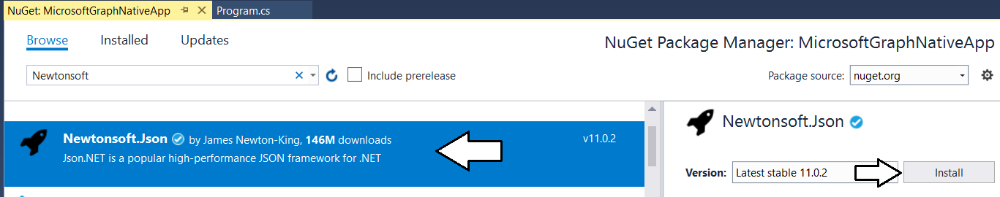 NuGet: MicrosoftGraphNativeApp Program.cs
Browse Installed Updates
NuGet Package Manager: MicrosoftGraphNativeApp
Newtonsoft
Include prerelease
Package source: nuget.org
Newtonsoft.Json by James Newton-King, 146M downloads
v11.0.2
Json.NET is a popular high-performance JSON framework for .NET
Newtonsoft.Json
Version: Latest stable 11.0.2
Install